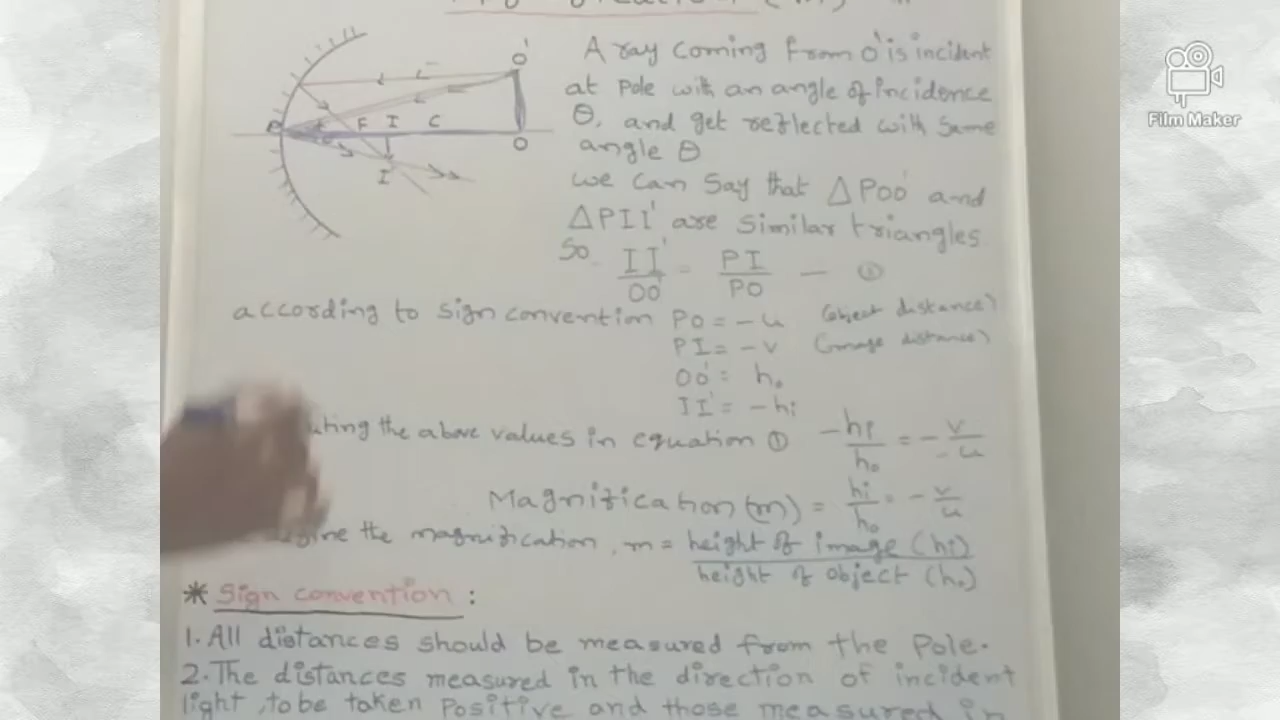 A ray coming from O' is incident
at Pole with an angle of incidence
θ, and get reflected with same
angle θ
we can say that △POO' and
△PII' are similar triangles
So II'/OO' = PI/PO — ①
according to sign convention PO = -u (object distance)
PI = -v (image distance)
OO' = h₀
II' = -hi
the above values in equation ① -hi/h₀ = -v/-u
Magnification (m) = hi/h₀ = -v/u
the magnification, m = height of image (hi)/height of object (h₀)
* Sign convention :
1. All distances should be measured from the Pole.
2. The distances measured in the direction of incident
light, to be taken positive and those measured in
O'
F I C
O
I'
Film Maker